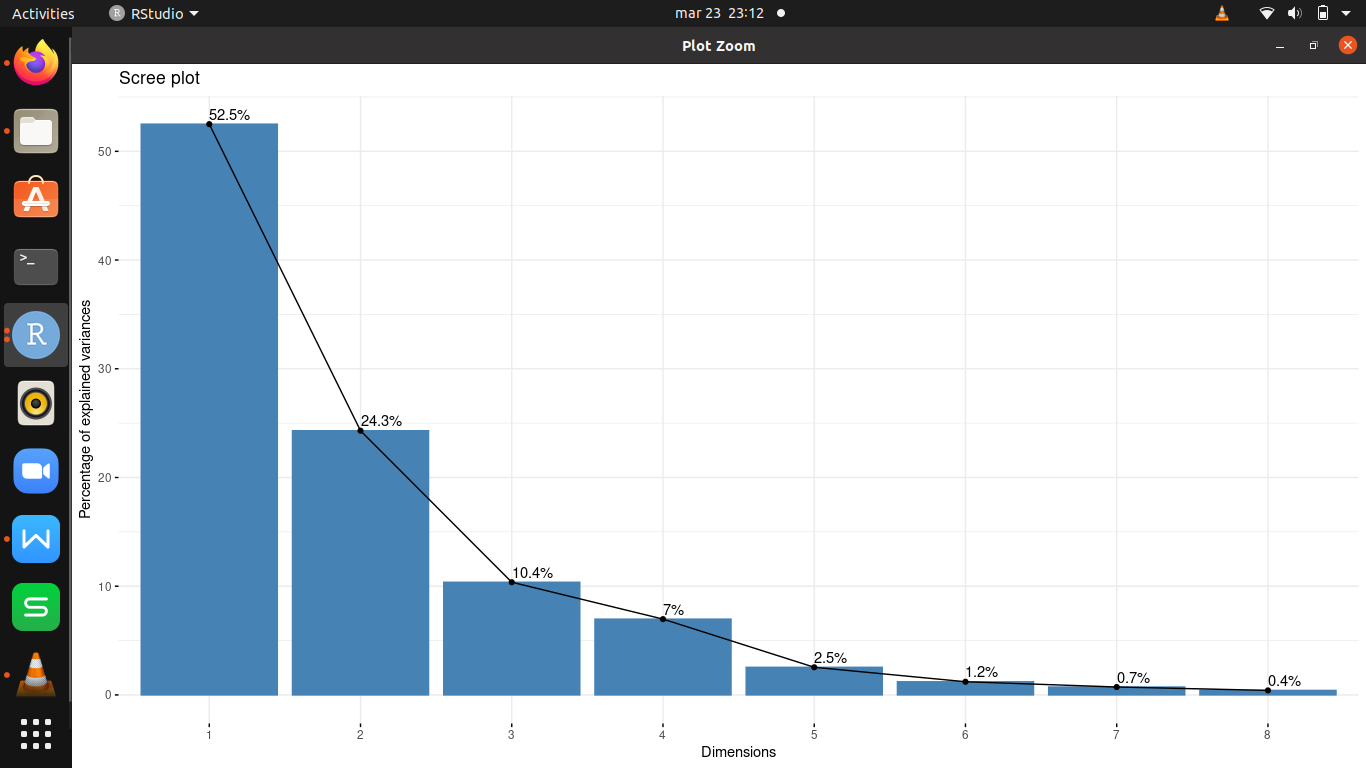 Activities
R RStudio
mar 23 23:12
Plot Zoom
Scree plot
Percentage of explained variances
50
40
30
20
10
0
52.5%
24.3%
10.4%
7%
2.5%
1.2%
0.7%
0.4%
1 2 3 4 5 6 7 8
Dimensions
A
>_
R
W
S